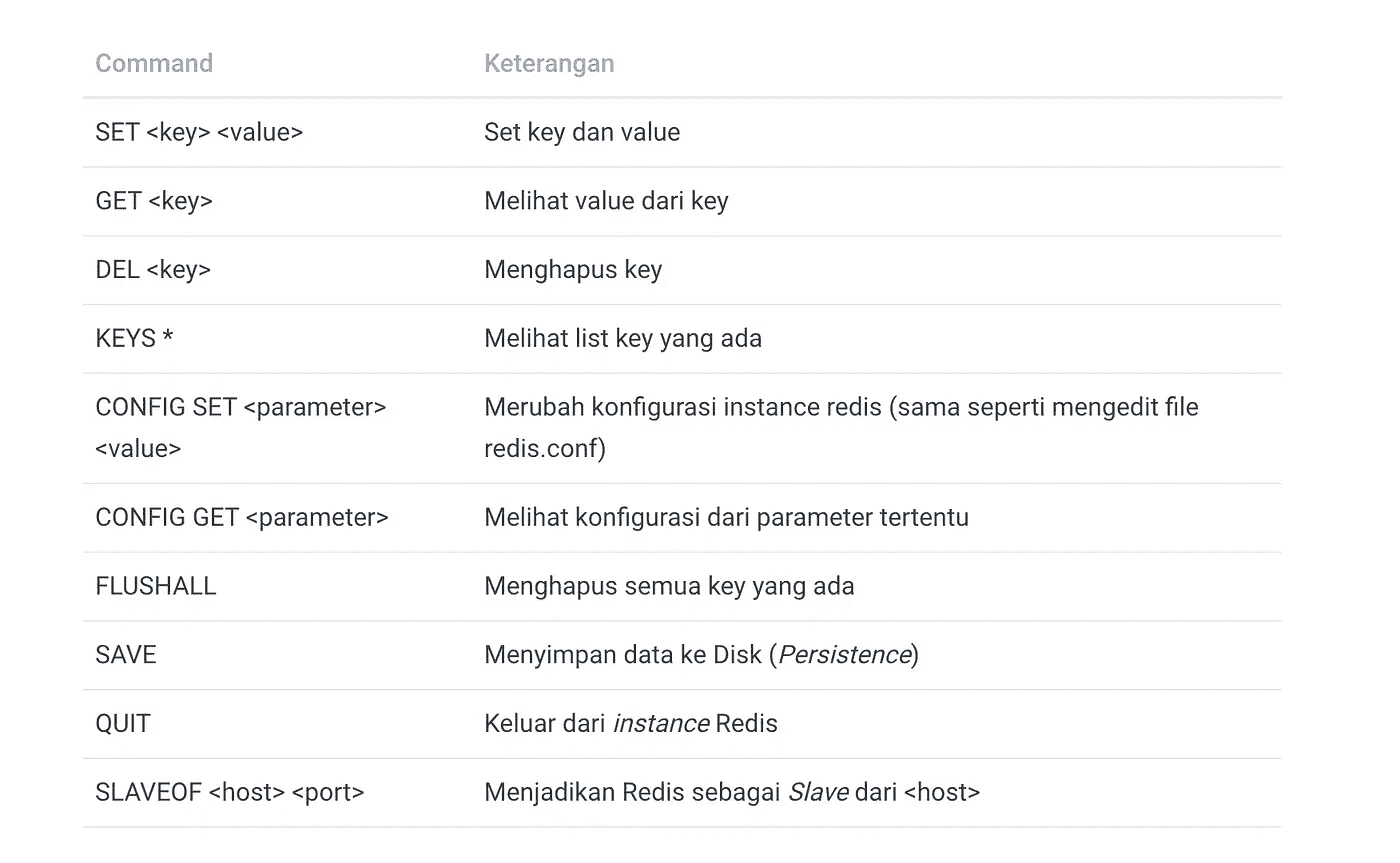 Command Keterangan
SET <key> <value> Set key dan value
GET <key> Melihat value dari key
DEL <key> Menghapus key
KEYS * Melihat list key yang ada
CONFIG SET <parameter> Merubah konfigurasi instance redis (sama seperti mengedit file
<value> redis.conf)
CONFIG GET <parameter> Melihat konfigurasi dari parameter tertentu
FLUSHALL Menghapus semua key yang ada
SAVE Menyimpan data ke Disk (Persistence)
QUIT Keluar dari instance Redis
SLAVEOF <host> <port> Menjadikan Redis sebagai Slave dari <host>